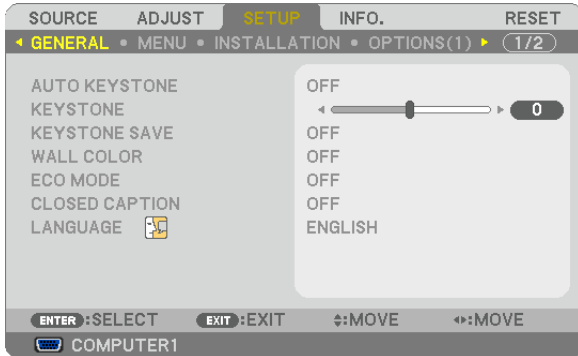 SOURCE ADJUST SETUP INFO. RESET
GENERAL • MENU • INSTALLATION • OPTIONS(1) 1/2
AUTO KEYSTONE OFF
KEYSTONE 0
KEYSTONE SAVE OFF
WALL COLOR OFF
ECO MODE OFF
CLOSED CAPTION OFF
LANGUAGE ENGLISH
ENTER :SELECT EXIT :EXIT :MOVE :MOVE
COMPUTER1